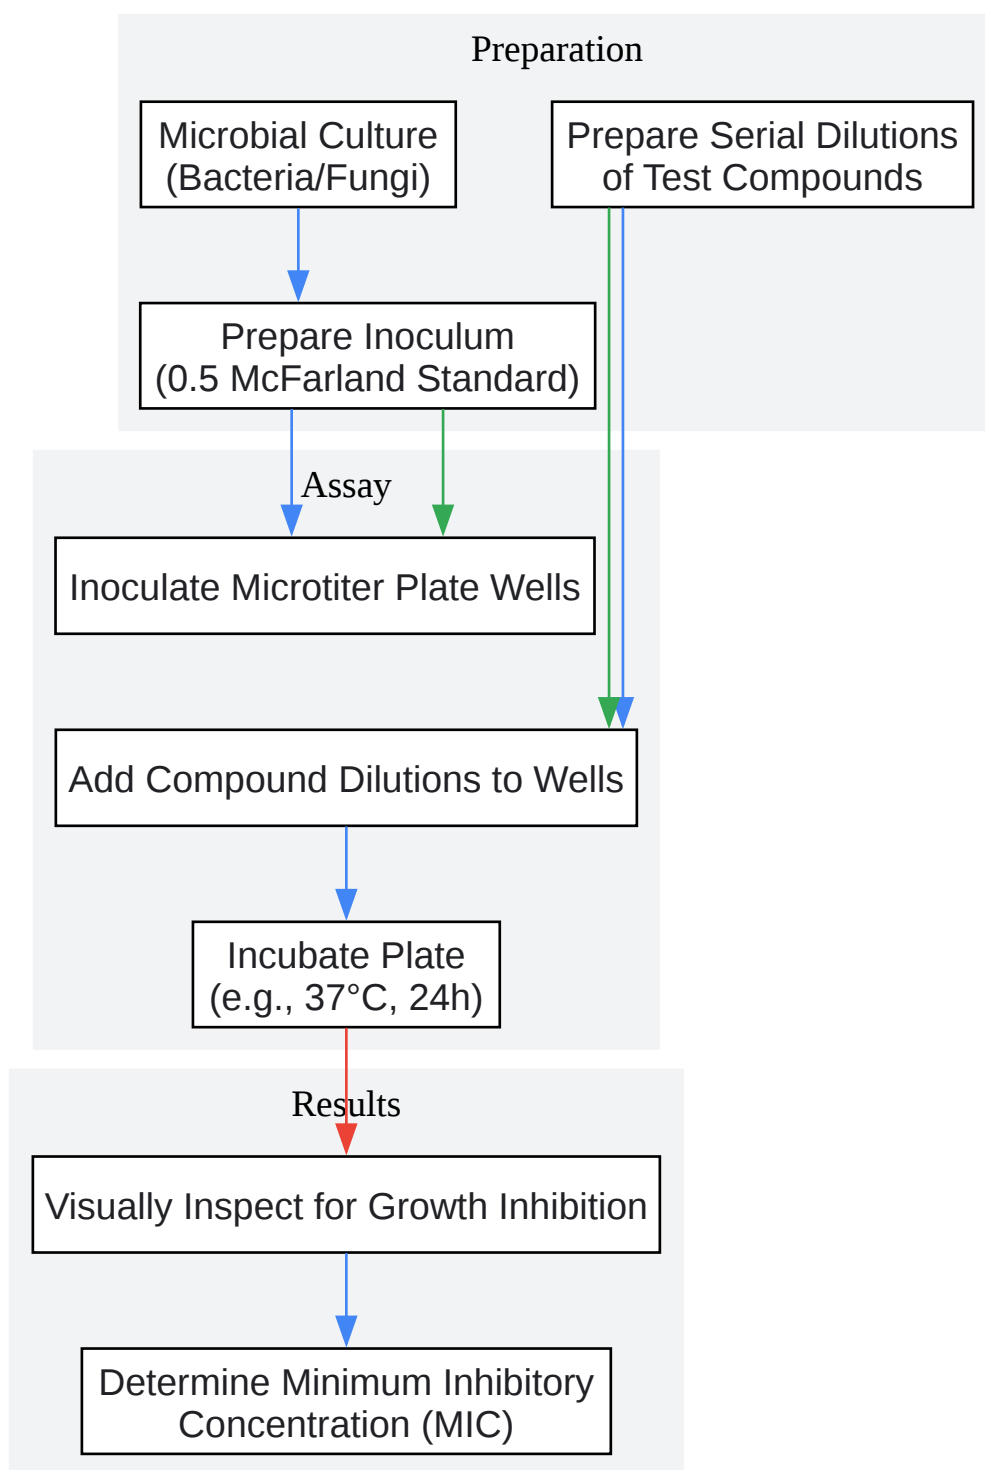 Preparation
Microbial Culture
(Bacteria/Fungi)
Prepare Serial Dilutions
of Test Compounds
Prepare Inoculum
(0.5 McFarland Standard)
Assay
Inoculate Microtiter Plate Wells
Add Compound Dilutions to Wells
Incubate Plate
(e.g., 37°C, 24h)
Results
Visually Inspect for Growth Inhibition
Determine Minimum Inhibitory
Concentration (MIC)